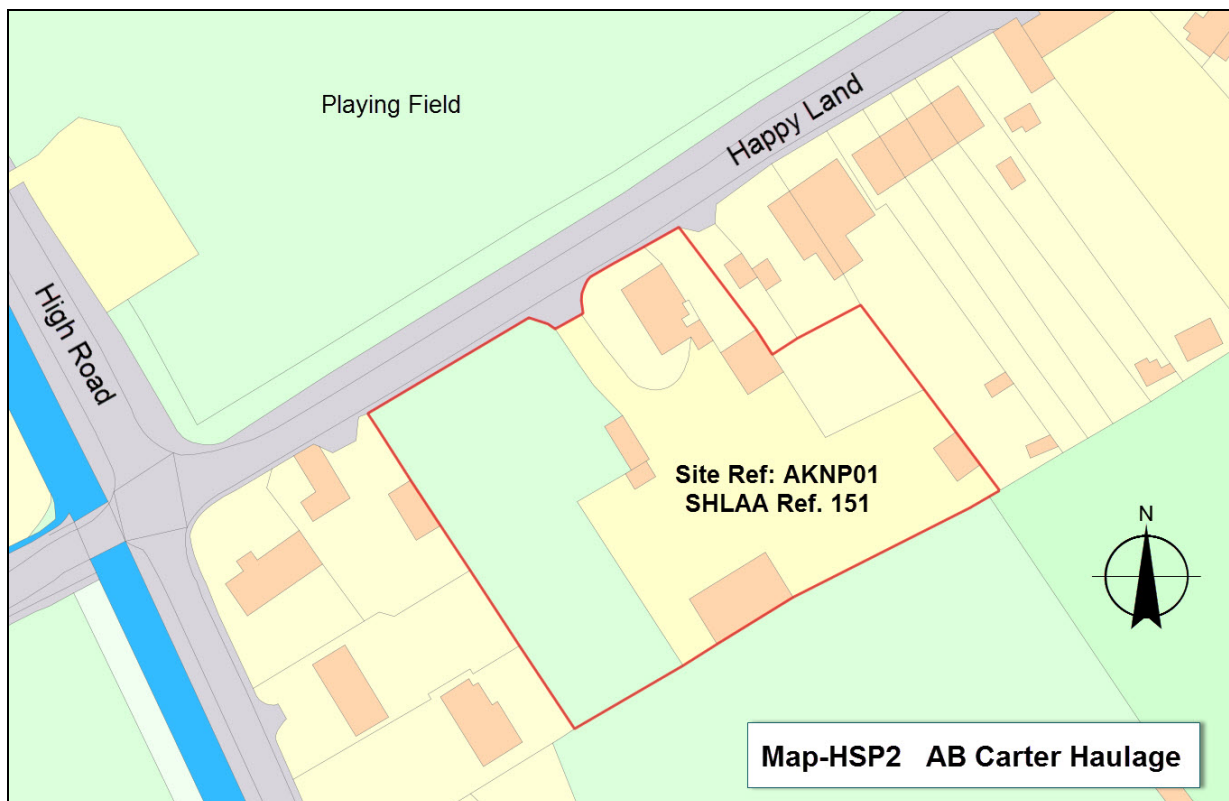 Playing Field
Happy Land
High Road
Site Ref: AKNP01
SHLAA Ref. 151
N
Map-HSP2 AB Carter Haulage